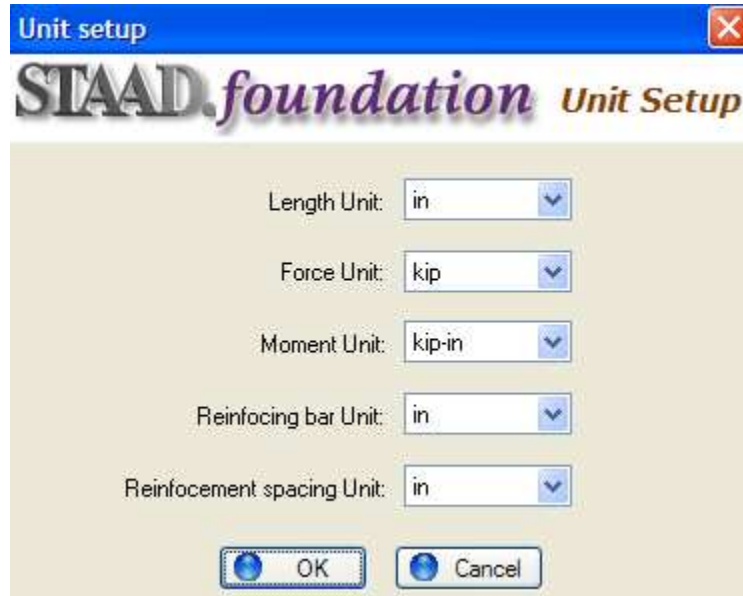 Unit setup
STAAD.foundation Unit Setup
Length Unit: in
Force Unit: kip
Moment Unit: kip-in
Reinfocing bar Unit: in
Reinfocement spacing Unit: in
OK Cancel